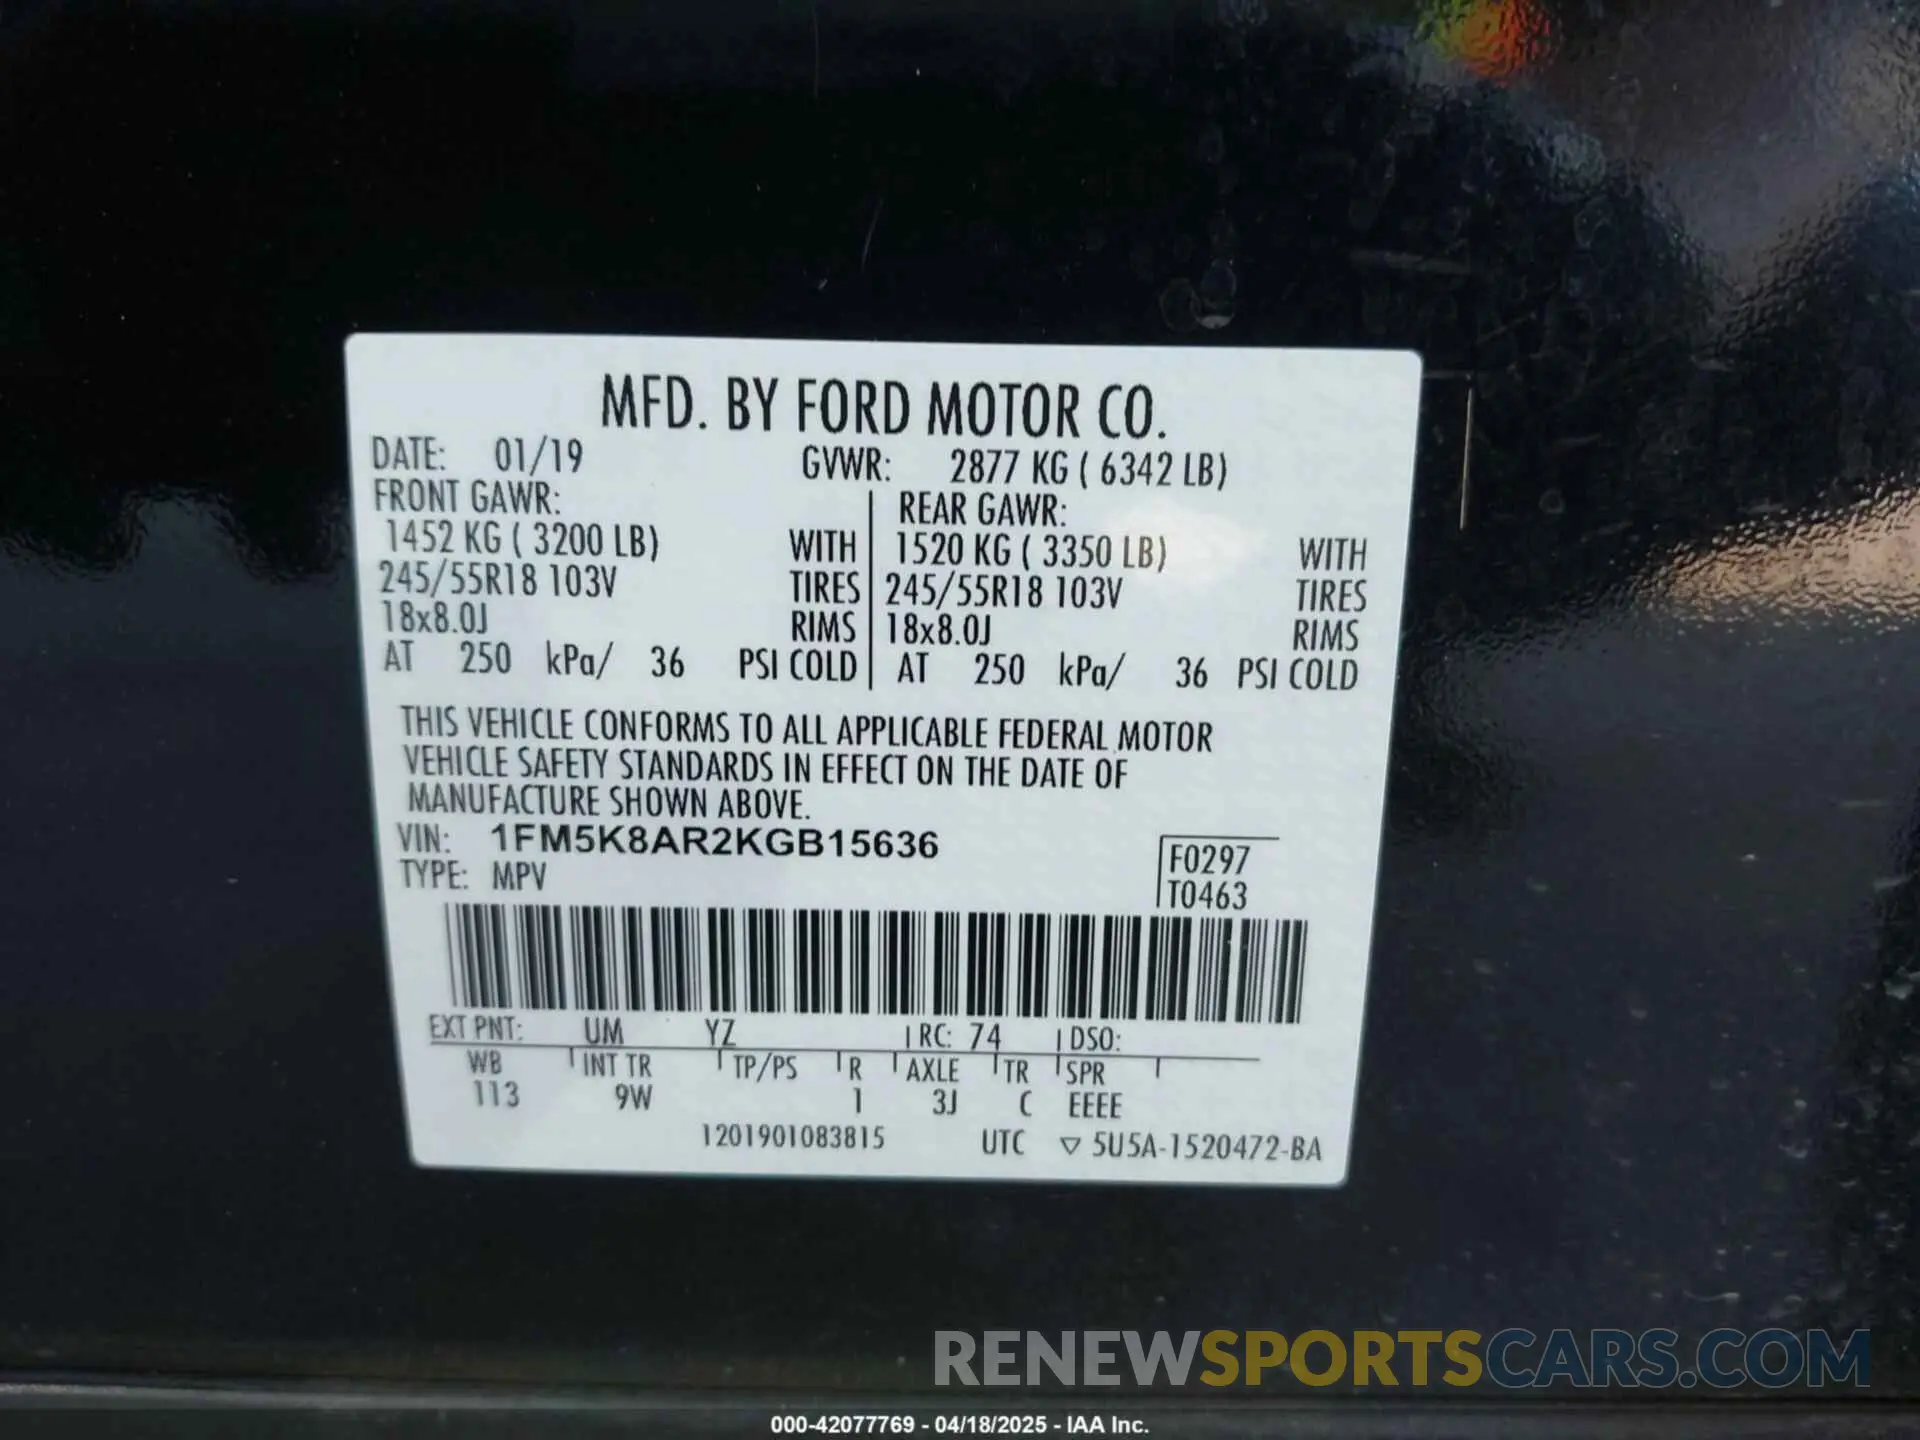 MFD. BY FORD MOTOR CO.
DATE: 01/19 GVWR: 2877 KG ( 6342 LB)
FRONT GAWR: REAR GAWR:
1452 KG ( 3200 LB) WITH 1520 KG ( 3350 LB) WITH
245/55R18 103V TIRES 245/55R18 103V TIRES
18x8.0J RIMS 18x8.0J RIMS
AT 250 kPa/ 36 PSI COLD AT 250 kPa/ 36 PSI COLD
THIS VEHICLE CONFORMS TO ALL APPLICABLE FEDERAL MOTOR
VEHICLE SAFETY STANDARDS IN EFFECT ON THE DATE OF
MANUFACTURE SHOWN ABOVE.
VIN: 1FM5K8AR2KGB15636 F0297
TYPE: MPV T0463
EXT PNT: UM YZ RC: 74 DSO:
WB INT TR TP/PS R AXLE TR SPR
113 9W 1 3J C EEEE
1201901083815 UTC ▽ 5U5A-1520472-BA
RENEWSPORTSCARS.COM
000-42077769 - 04/18/2025 - IAA Inc.